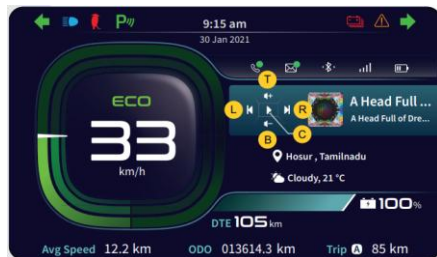 P
9:15 am
30 Jan 2021
T
ECO
L
R
A Head Full ...
A Head Full of Dre...
33
B
C
km/h
Hosur , Tamilnadu
Cloudy, 21 °C
100%
DTE 105 km
Avg Speed 12.2 km ODO 013614.3 km Trip A 85 km